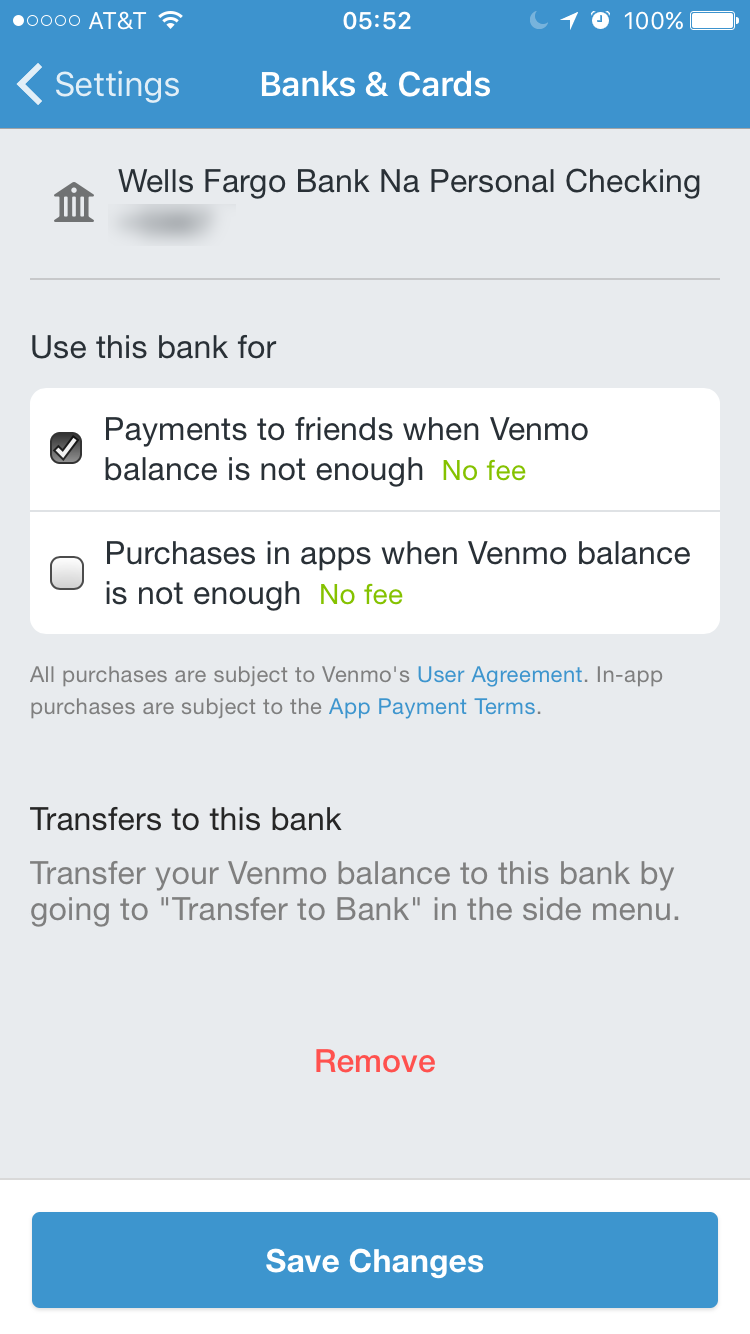 AT&T 05:52 100%
Settings Banks & Cards
Wells Fargo Bank Na Personal Checking
Use this bank for
Payments to friends when Venmo
balance is not enough No fee
Purchases in apps when Venmo balance
is not enough No fee
All purchases are subject to Venmo's User Agreement. In-app
purchases are subject to the App Payment Terms.
Transfers to this bank
Transfer your Venmo balance to this bank by
going to "Transfer to Bank" in the side menu.
Remove
Save Changes